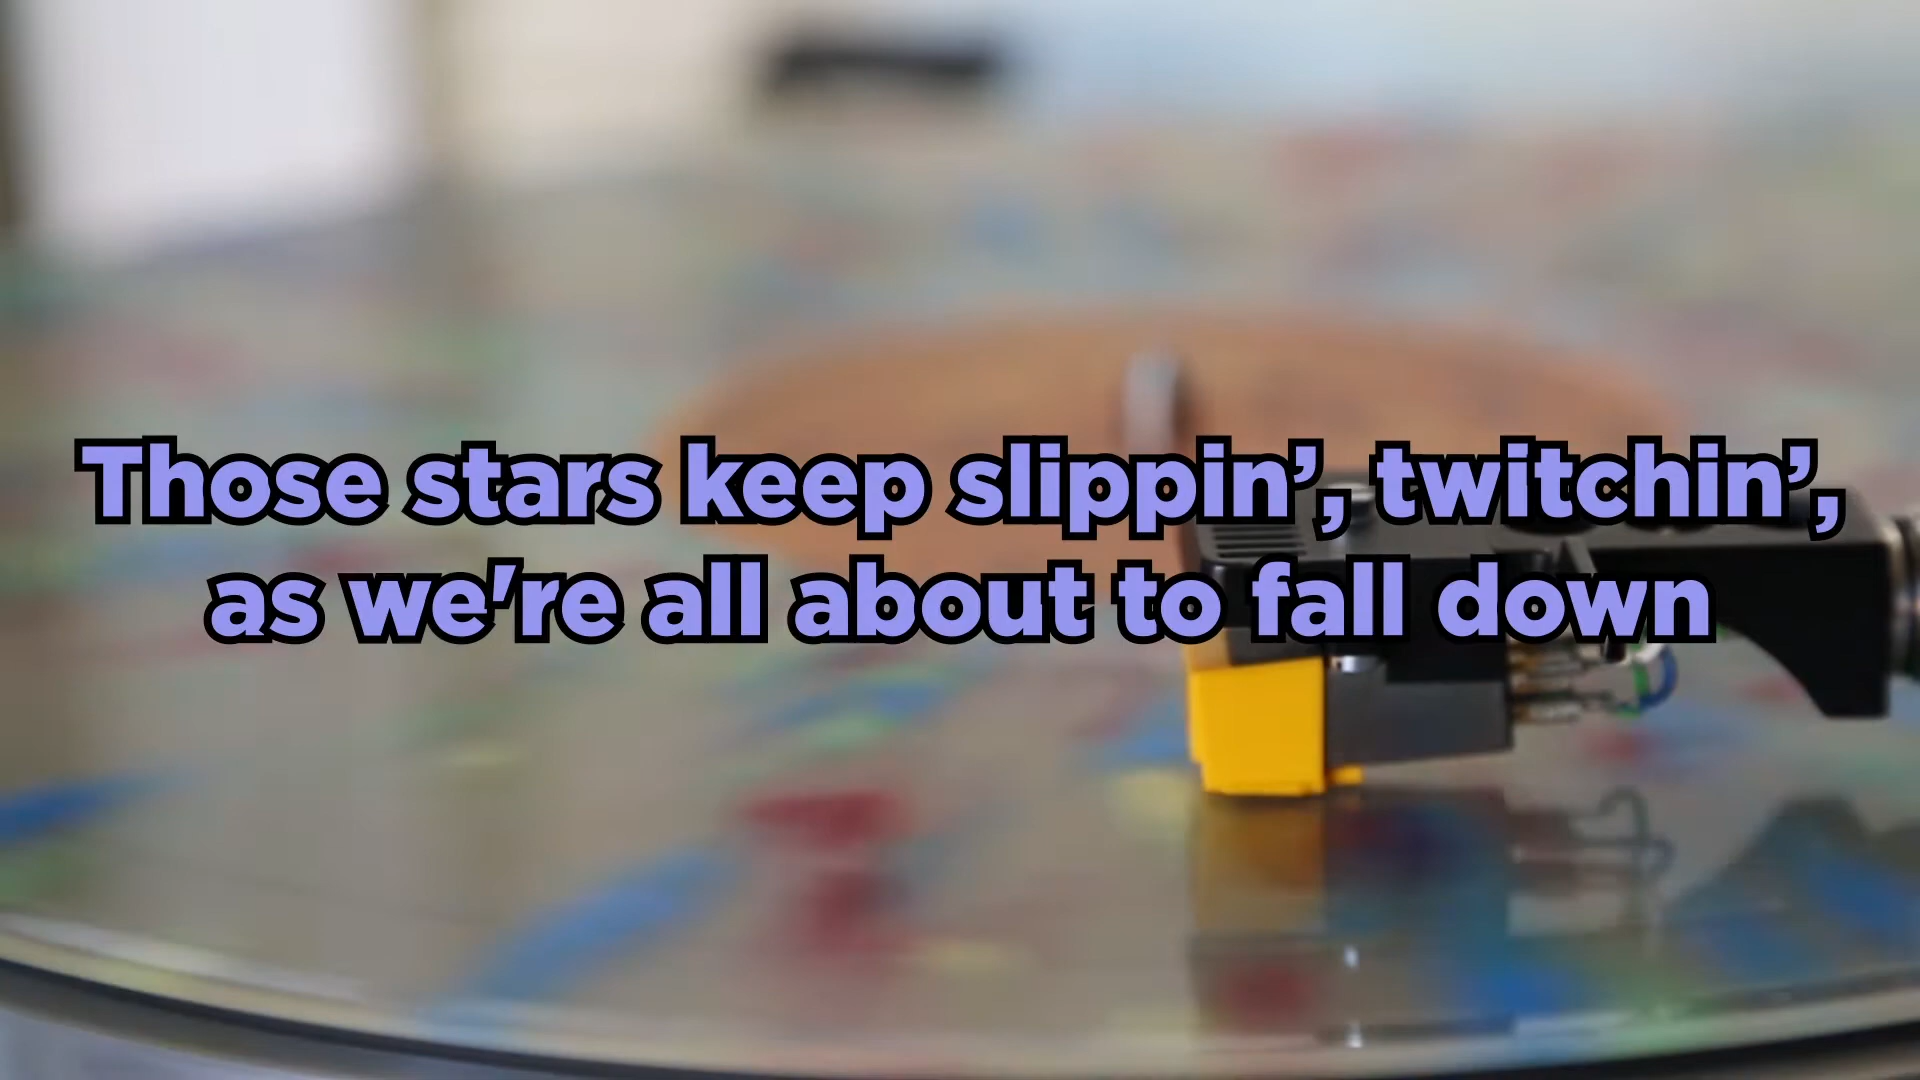 Those stars keep slippin’, twitchin’,
as we're all about to fall down